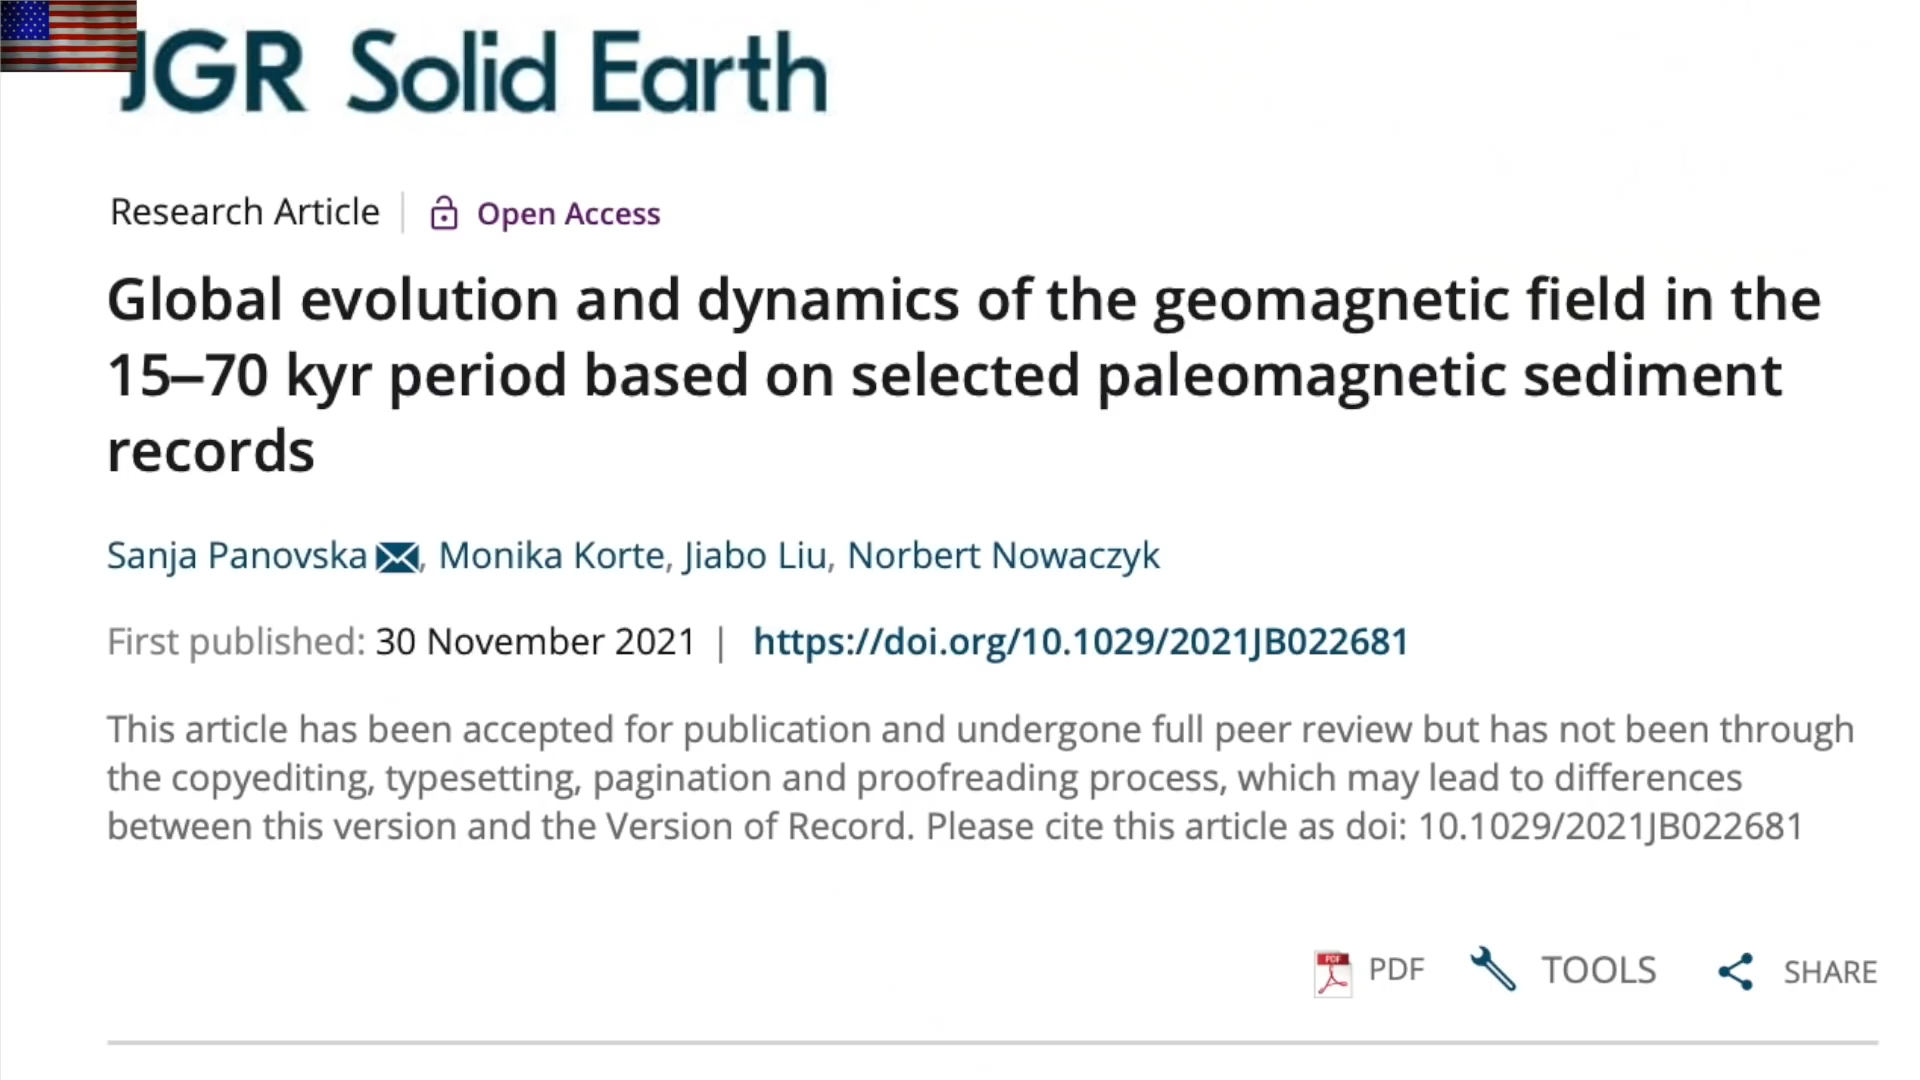 JGR Solid Earth
Research Article | Open Access
Global evolution and dynamics of the geomagnetic field in the
15–70 kyr period based on selected paleomagnetic sediment
records
Sanja Panovska, Monika Korte, Jiabo Liu, Norbert Nowaczyk
First published: 30 November 2021 | https://doi.org/10.1029/2021JB022681
This article has been accepted for publication and undergone full peer review but has not been through
the copyediting, typesetting, pagination and proofreading process, which may lead to differences
between this version and the Version of Record. Please cite this article as doi: 10.1029/2021JB022681
PDF TOOLS SHARE